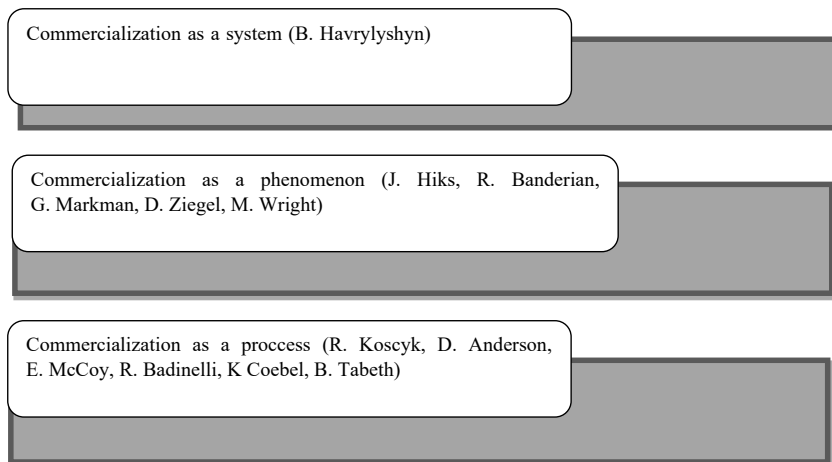 Commercialization as a system (B. Havrylyshyn)
Commercialization as a phenomenon (J. Hiks, R. Banderian,
G. Markman, D. Ziegel, M. Wright)
Commercialization as a proccess (R. Koscyk, D. Anderson,
E. McCoy, R. Badinelli, K Coebel, B. Tabeth)